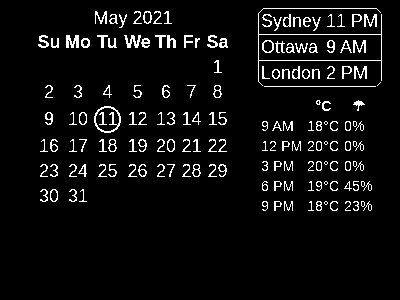 May 2021
Su Mo Tu We Th Fr Sa
1
2 3 4 5 6 7 8
9 10 11 12 13 14 15
16 17 18 19 20 21 22
23 24 25 26 27 28 29
30 31
Sydney 11 PM
Ottawa 9 AM
London 2 PM
°C ☂
9 AM 18°C 0%
12 PM 20°C 0%
3 PM 20°C 0%
6 PM 19°C 45%
9 PM 18°C 23%